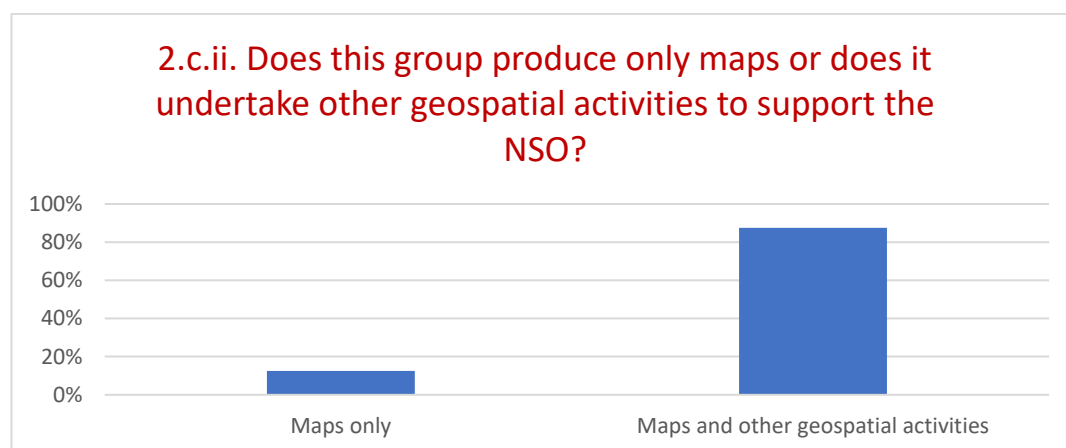 2.c.ii. Does this group produce only maps or does it
undertake other geospatial activities to support the
NSO?
100%
80%
60%
40%
20%
0%
Maps only
Maps and other geospatial activities